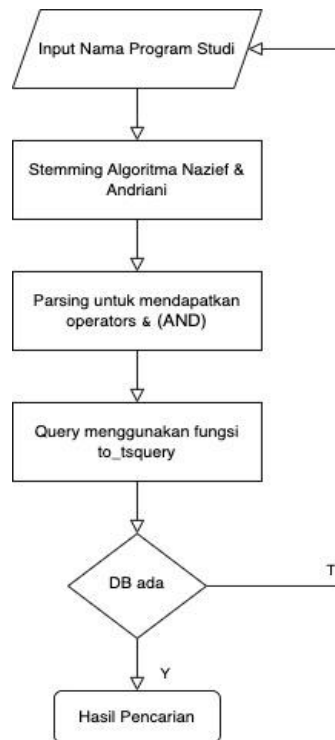 Input Nama Program Studi
Stemming Algoritma Nazief &
Andriani
Parsing untuk mendapatkan
operators & (AND)
Query menggunakan fungsi
to_tsquery
DB ada
T
Y
Hasil Pencarian